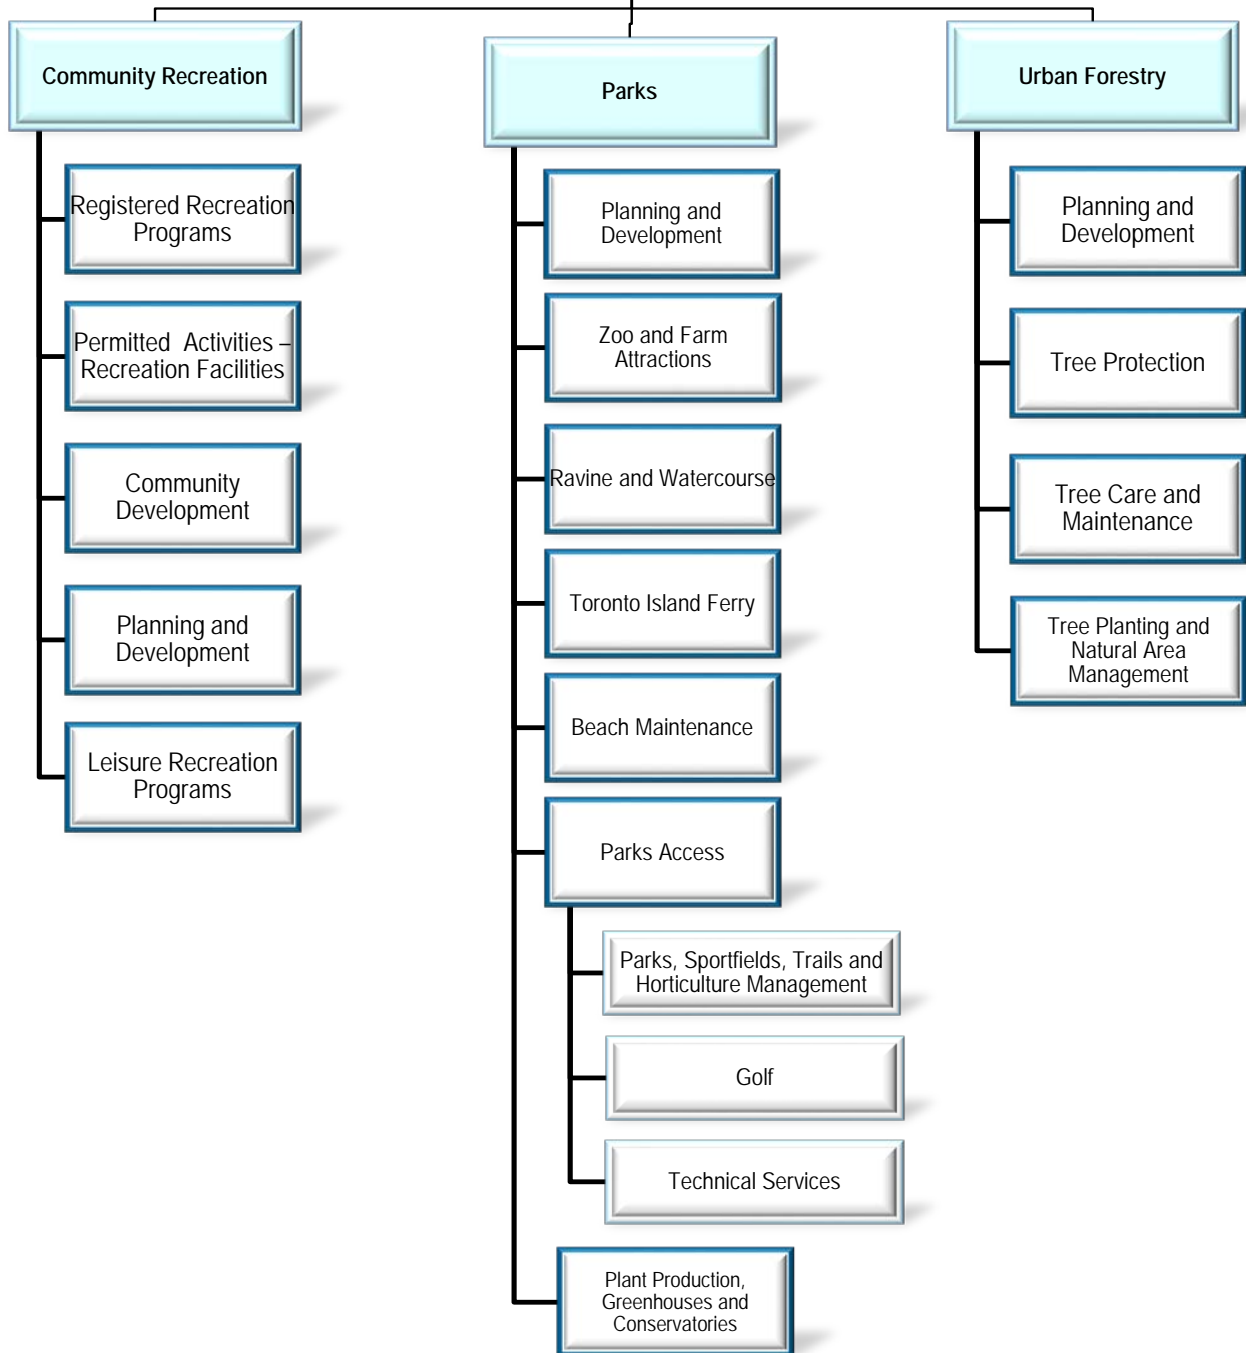 Community Recreation
Registered Recreation
Programs
Permitted  Activities –
Recreation Facilities
Community
Development
Planning and
Development
Leisure Recreation
Programs
Parks
Planning and
Development
Zoo and Farm
Attractions
Ravine and Watercourse
Toronto Island Ferry
Beach Maintenance
Parks Access
Parks, Sportfields, Trails and
Horticulture Management
Golf
Technical Services
Plant Production,
Greenhouses and
Conservatories
Urban Forestry
Planning and
Development
Tree Protection
Tree Care and
Maintenance
Tree Planting and
Natural Area
Management